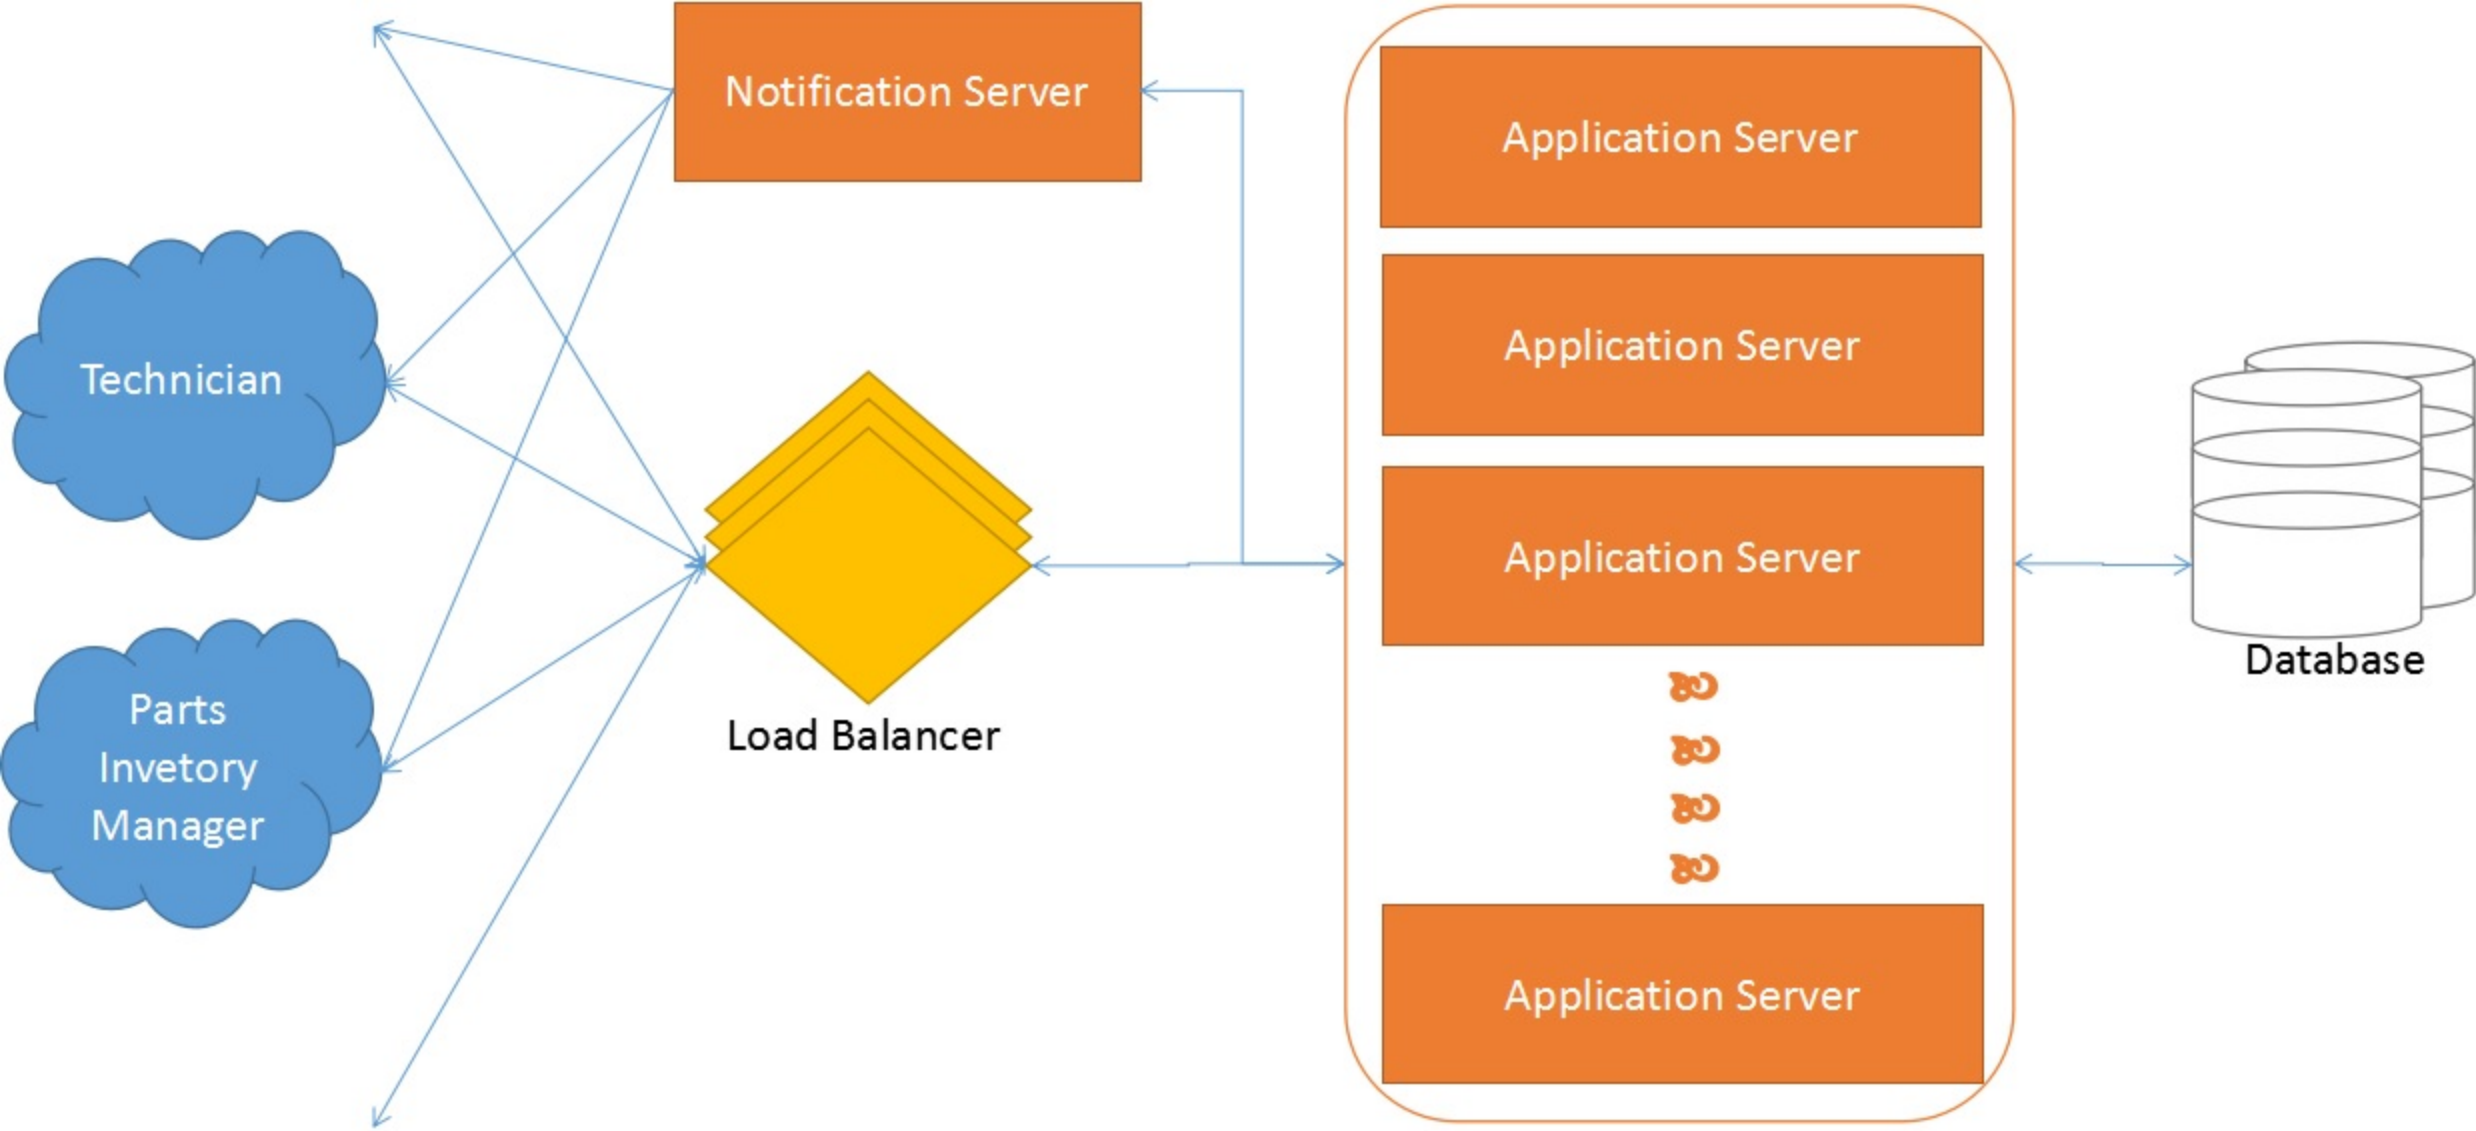 Notification Server
Application Server
Application Server
Technician
Application Server
Database
Parts
Invetory
Manager
Load Balancer
Application Server